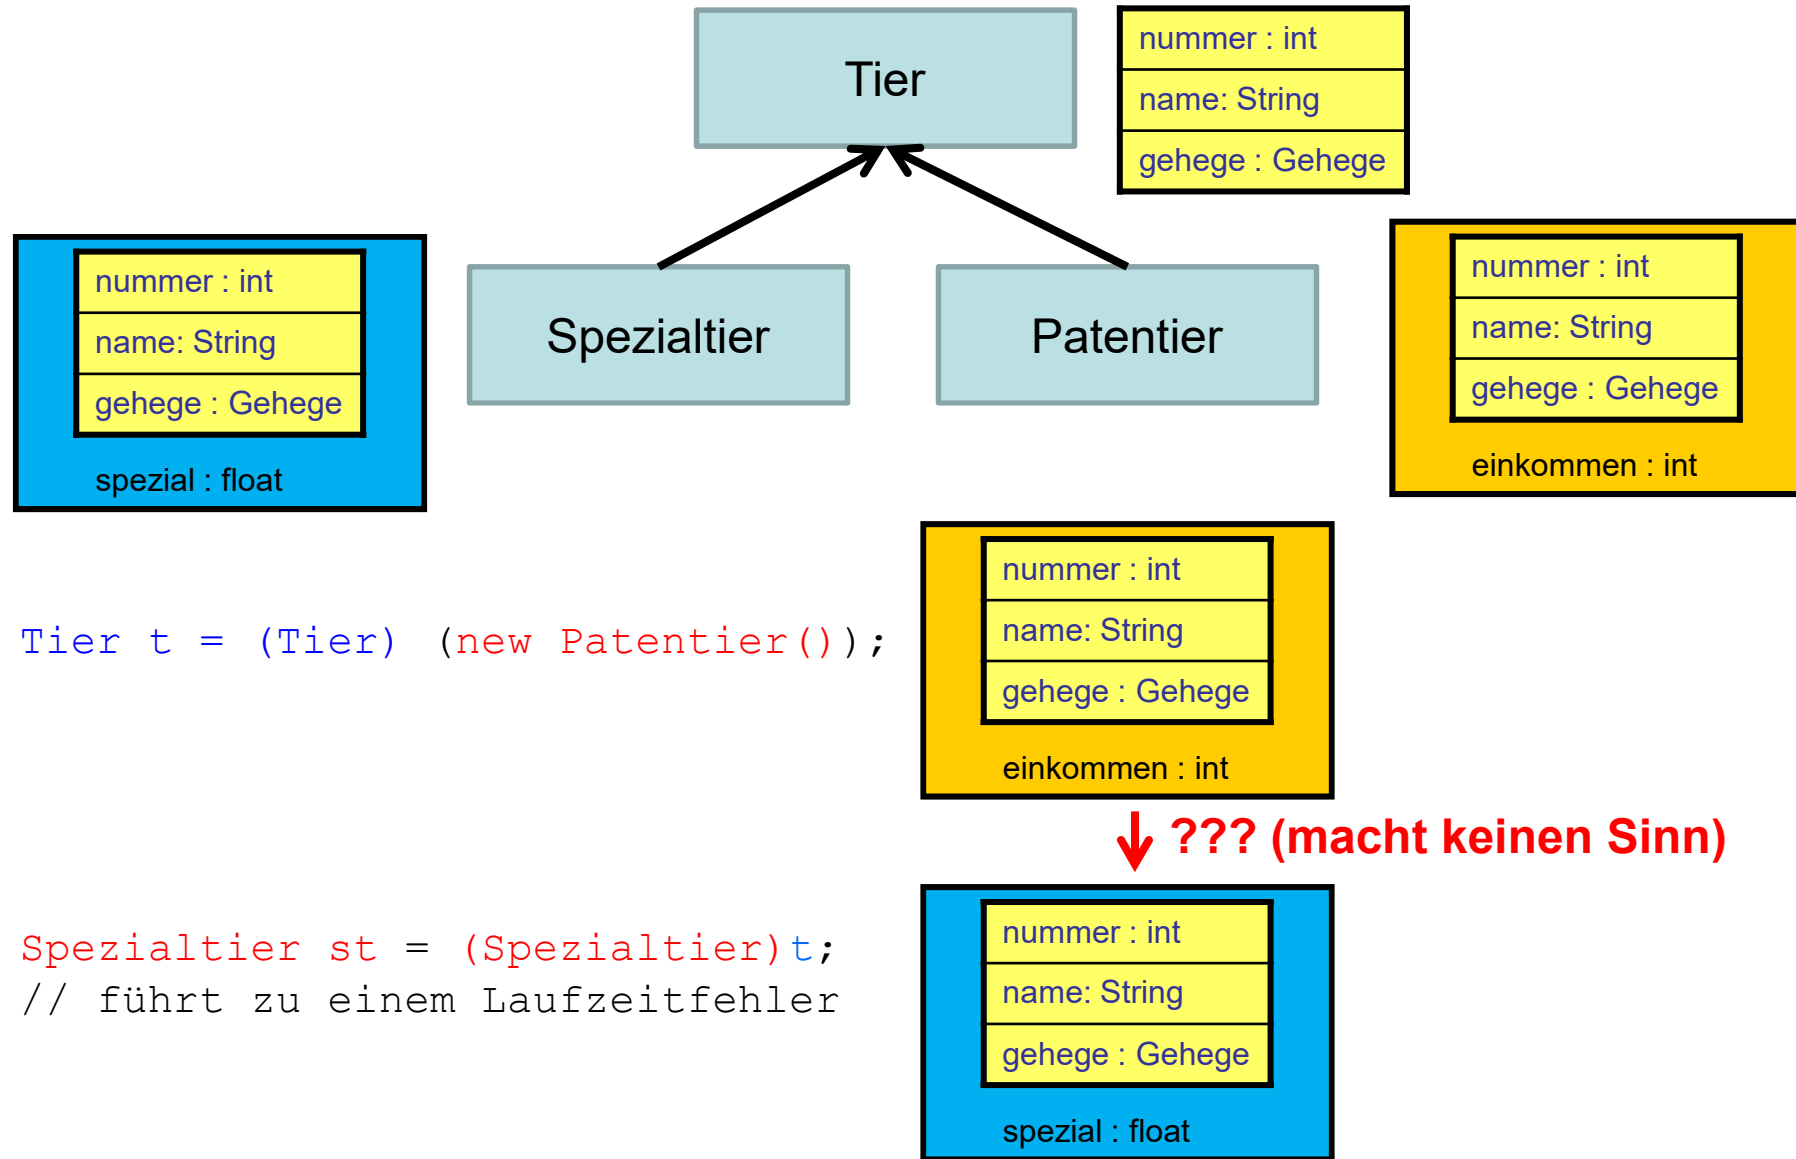 Tier
nummer : int
name: String
gehege : Gehege
nummer : int
name: String
gehege : Gehege
spezial : float
Spezialtier
Patentier
nummer : int
name: String
gehege : Gehege
einkommen : int
Tier t = (Tier) (new Patentier());
nummer : int
name: String
gehege : Gehege
einkommen : int
??? (macht keinen Sinn)
Spezialtier st = (Spezialtier)t;
// führt zu einem Laufzeitfehler
nummer : int
name: String
gehege : Gehege
spezial : float